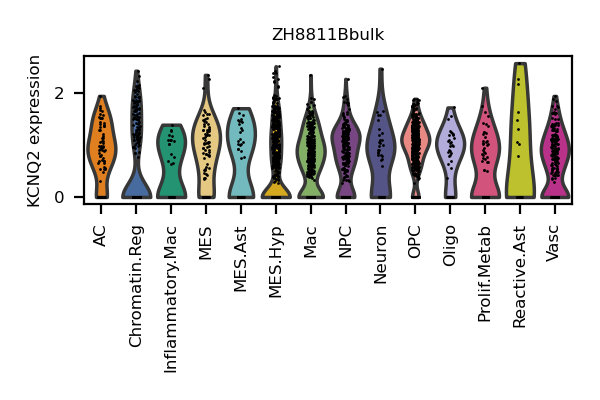 ZH8811Bbulk
KCNQ2 expression
2
0
AC
Chromatin.Reg
Inflammatory.Mac
MES
MES.Ast
MES.Hyp
Mac
NPC
Neuron
OPC
Oligo
Prolif.Metab
Reactive.Ast
Vasc